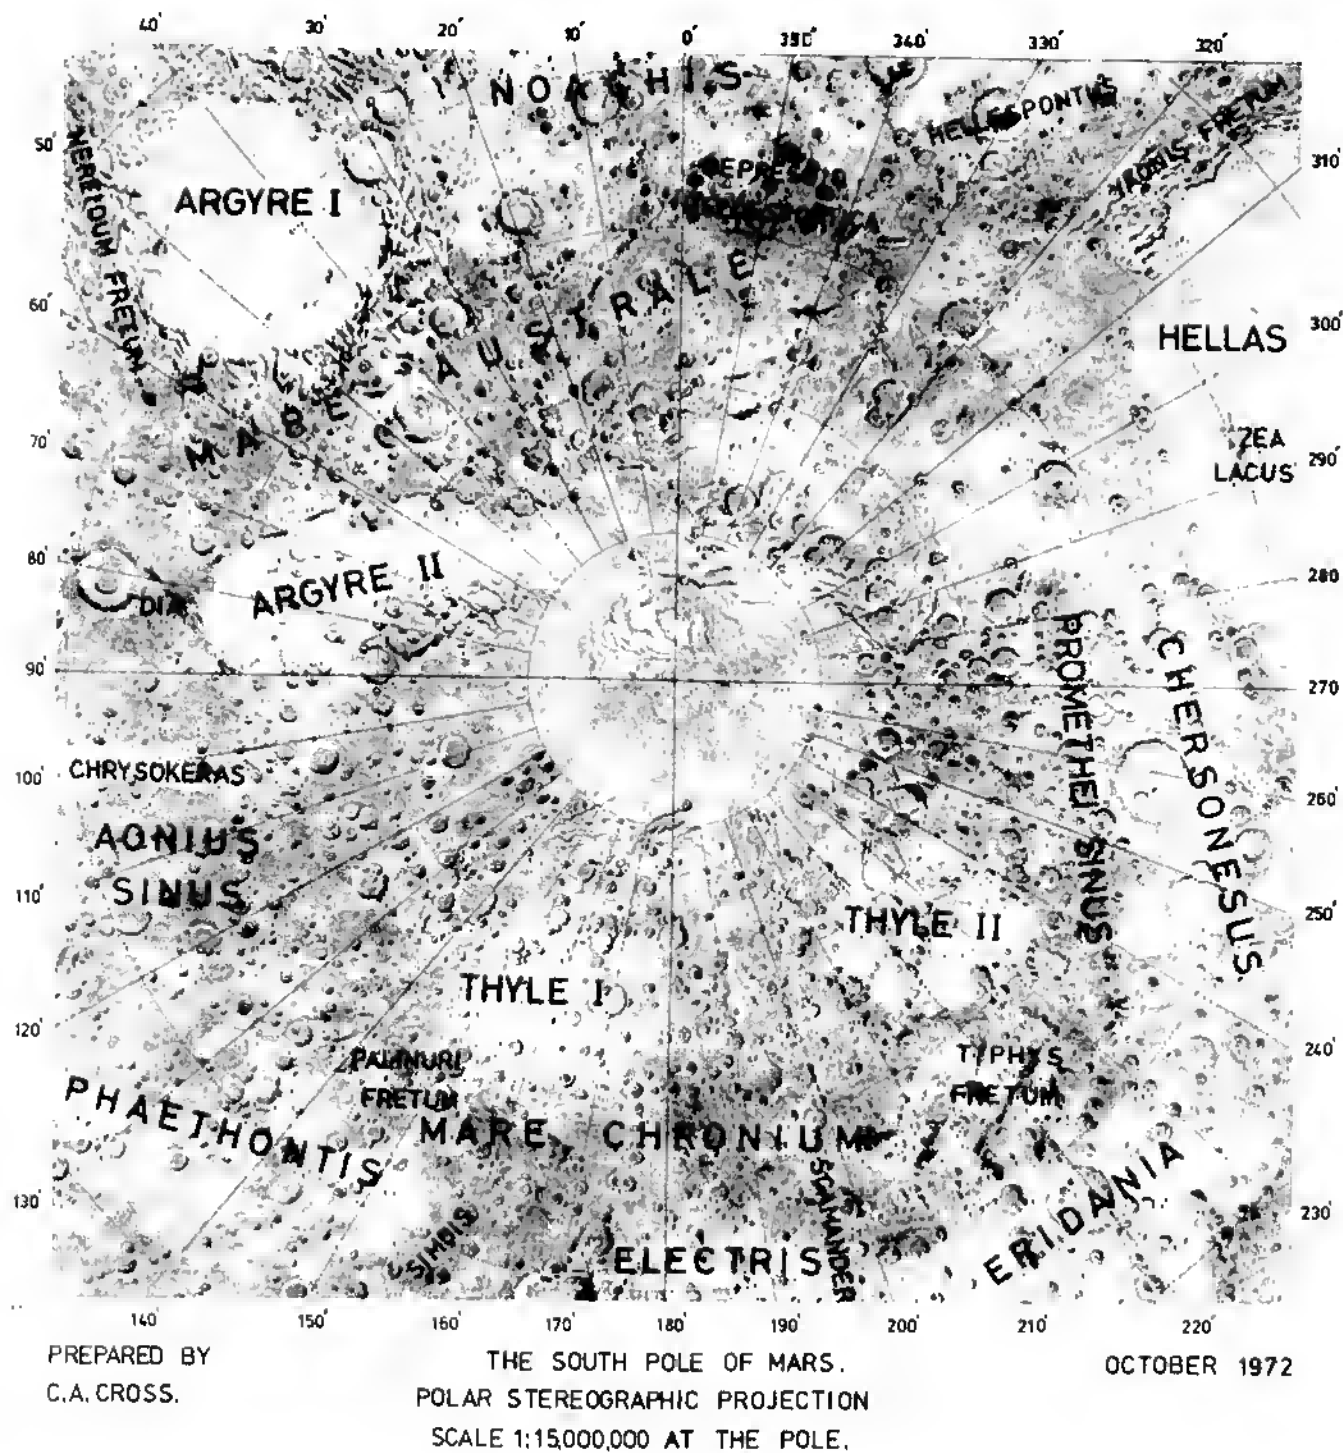 40° 30° 20° 10° 0° 350° 340° 330° 320°
NOACHIS
HELLESPONTUS
50°
310°
NEREIDUM FRETUM
ARGYRE I
60°
300°
MARE AUSTRALE
HELLAS
70°
ZEA
LACUS
290°
80°
DIA
ARGYRE II
280°
90°
270°
PROMETHEI SINUS
CHERSONESUS
CHRYSOKERAS
100°
260°
AONIUS
SINUS
110°
THYLE II
250°
THYLE I
120°
240°
PALINURI
FRETUM
TYPHYS
FRETUM
PHAETHONTIS
MARE CHRONIUM
130°
230°
SIMOIS
ELECTRIS
SCAMANDER
ERIDANIA
140° 150° 160° 170° 180° 190° 200° 210° 220°
PREPARED BY
C.A. CROSS.
THE SOUTH POLE OF MARS.
POLAR STEREOGRAPHIC PROJECTION
SCALE 1:15,000,000 AT THE POLE.
OCTOBER 1972